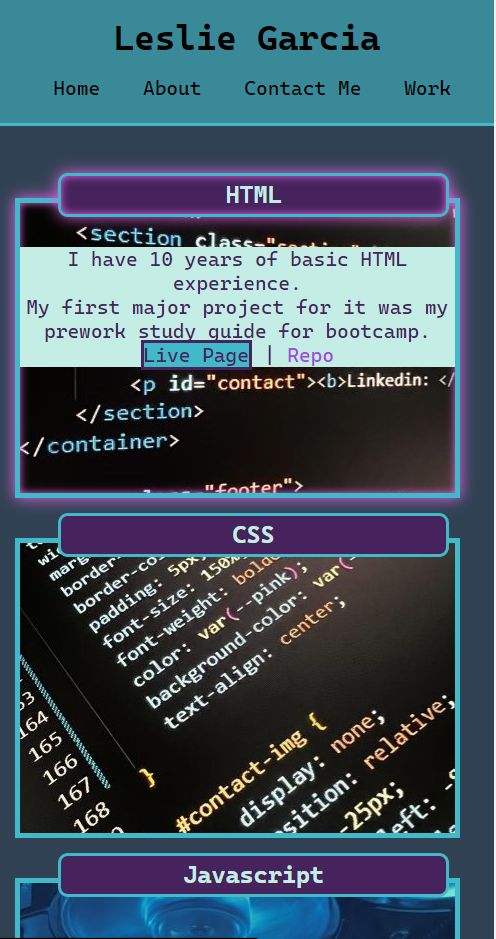 Leslie Garcia
Home About Contact Me Work
HTML
<section class="section"
I have 10 years of basic HTML
experience.
My first major project for it was my
prework study guide for bootcamp.
Live Page | Repo
<p id="contact"><b>Linkedin: </
</section>
</container>
class="footer">
CSS
border-
border-co
padding: 5px;
font-size: 150%
font-weight: bold
color: var(--pink);
background-color: var(-
text-align: center;
}
164
165
166
167
168
#contact-img {
display: none;
position: relative;
-25px;
left: -
Javascript